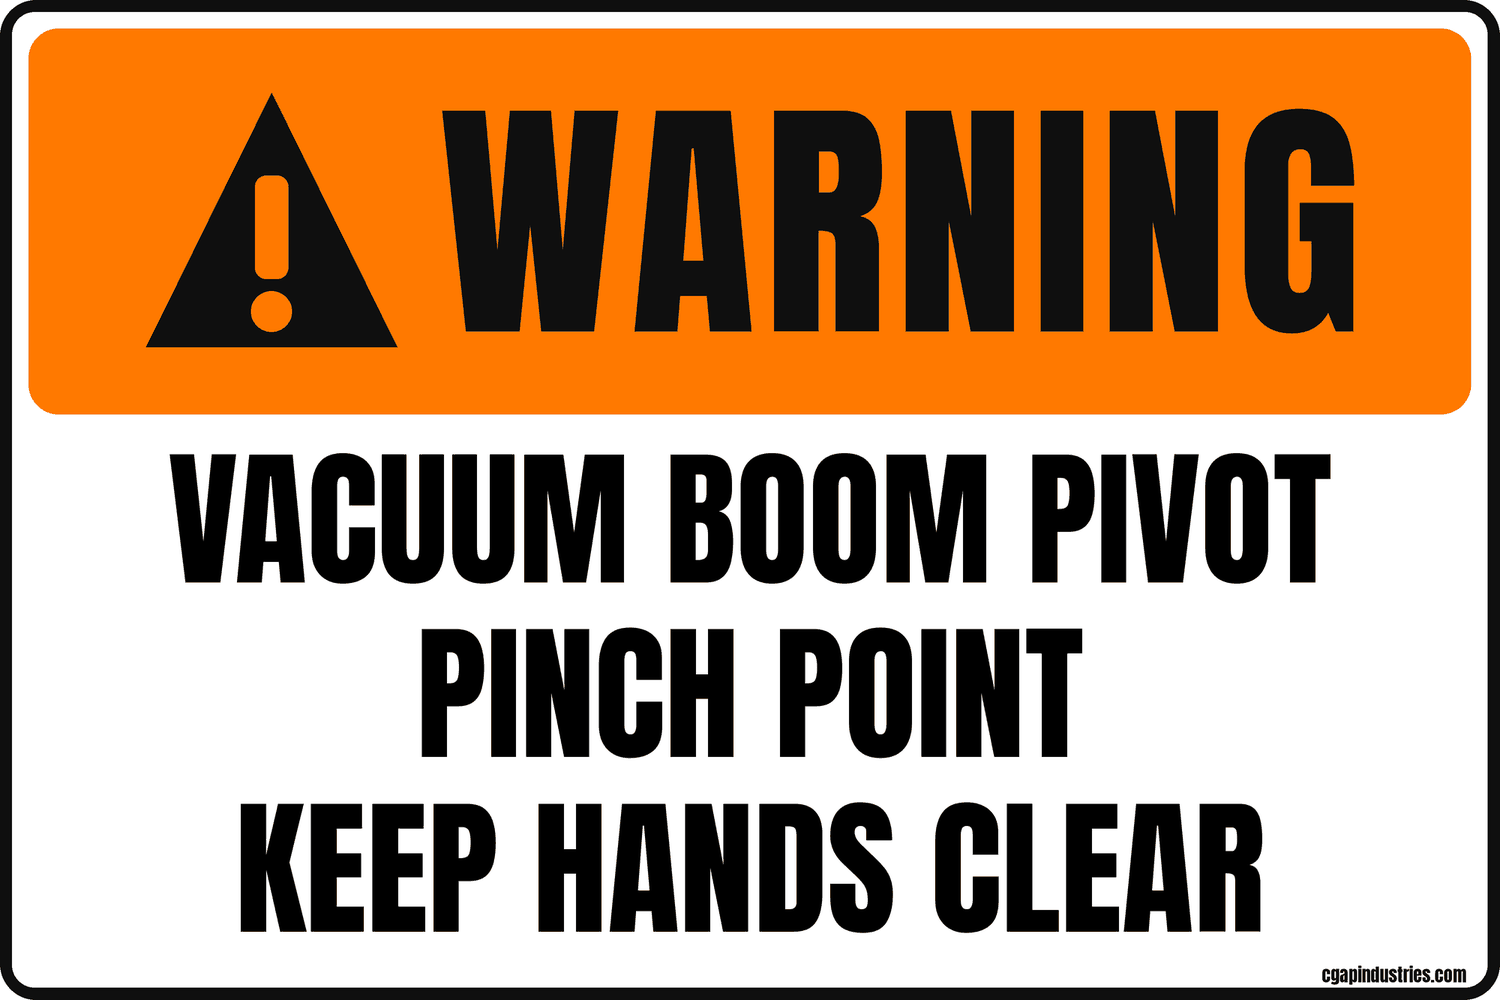 WARNING
VACUUM BOOM PIVOT
PINCH POINT
KEEP HANDS CLEAR
cgapindustries.com